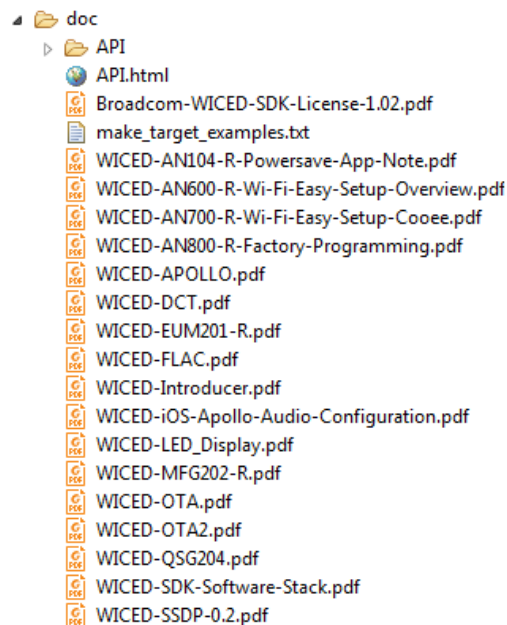 doc
API
API.html
Broadcom-WICED-SDK-License-1.02.pdf
make_target_examples.txt
WICED-AN104-R-Powersave-App-Note.pdf
WICED-AN600-R-Wi-Fi-Easy-Setup-Overview.pdf
WICED-AN700-R-Wi-Fi-Easy-Setup-Cooee.pdf
WICED-AN800-R-Factory-Programming.pdf
WICED-APOLLO.pdf
WICED-DCT.pdf
WICED-EUM201-R.pdf
WICED-FLAC.pdf
WICED-Introducer.pdf
WICED-iOS-Apollo-Audio-Configuration.pdf
WICED-LED_Display.pdf
WICED-MFG202-R.pdf
WICED-OTA.pdf
WICED-OTA2.pdf
WICED-QSG204.pdf
WICED-SDK-Software-Stack.pdf
WICED-SSDP-0.2.pdf